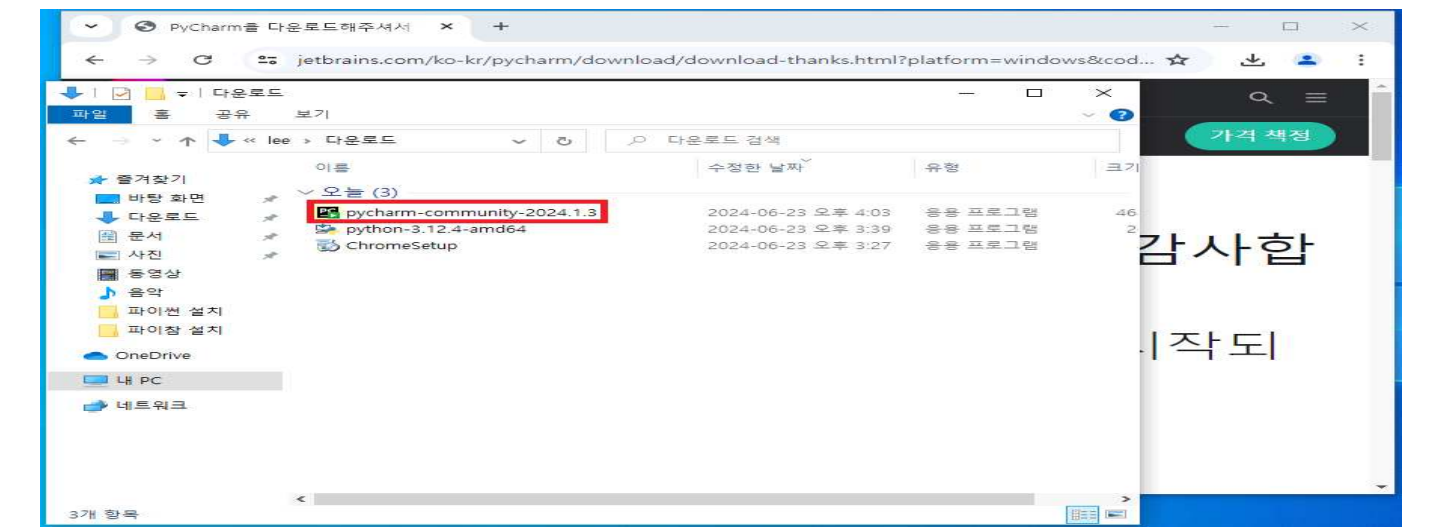 PyCharm을 다운로드해주셔서
jetbrains.com/ko-kr/pycharm/download/download-thanks.html?platform=windows&cod...
다운로드
파일 홈 공유 보기
가격 책정
« lee › 다운로드
다운로드 검색
이름 수정한 날짜 유형 크기
즐겨찾기
오늘 (3)
바탕 화면
pycharm-community-2024.1.3 2024-06-23 오후 4:03 응용 프로그램 46
다운로드
python-3.12.4-amd64 2024-06-23 오후 3:39 응용 프로그램 2
문서
ChromeSetup 2024-06-23 오후 3:27 응용 프로그램
감사합
사진
동영상
음악
파이썬 설치
파이참 설치
시작되
OneDrive
내 PC
네트워크
3개 항목